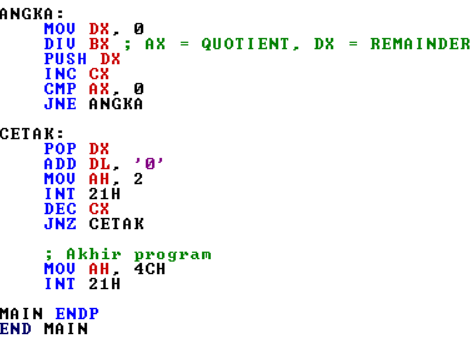 ANGKA:
MOV DX, 0
DIV BX ; AX = QUOTIENT, DX = REMAINDER
PUSH DX
INC CX
CMP AX, 0
JNE ANGKA
CETAK:
POP DX
ADD DL, '0'
MOV AH, 2
INT 21H
DEC CX
JNZ CETAK
; Akhir program
MOV AH, 4CH
INT 21H
MAIN ENDP
END MAIN